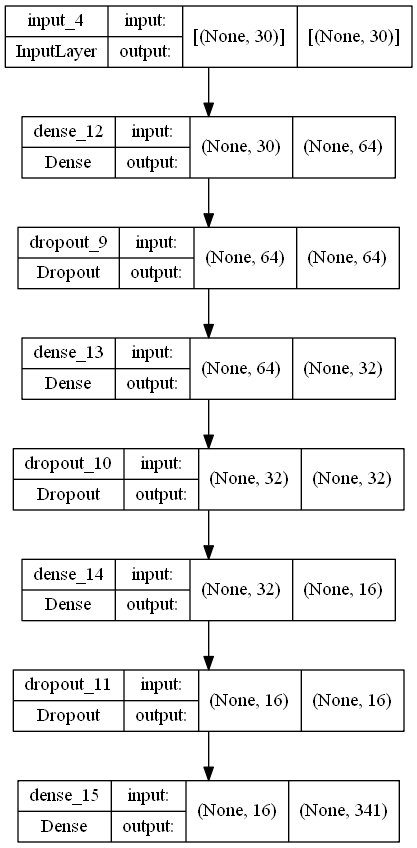 input_4 input: [(None, 30)] [(None, 30)]
InputLayer output:
dense_12 input: (None, 30) (None, 64)
Dense output:
dropout_9 input: (None, 64) (None, 64)
Dropout output:
dense_13 input: (None, 64) (None, 32)
Dense output:
dropout_10 input: (None, 32) (None, 32)
Dropout output:
dense_14 input: (None, 32) (None, 16)
Dense output:
dropout_11 input: (None, 16) (None, 16)
Dropout output:
dense_15 input: (None, 16) (None, 341)
Dense output: